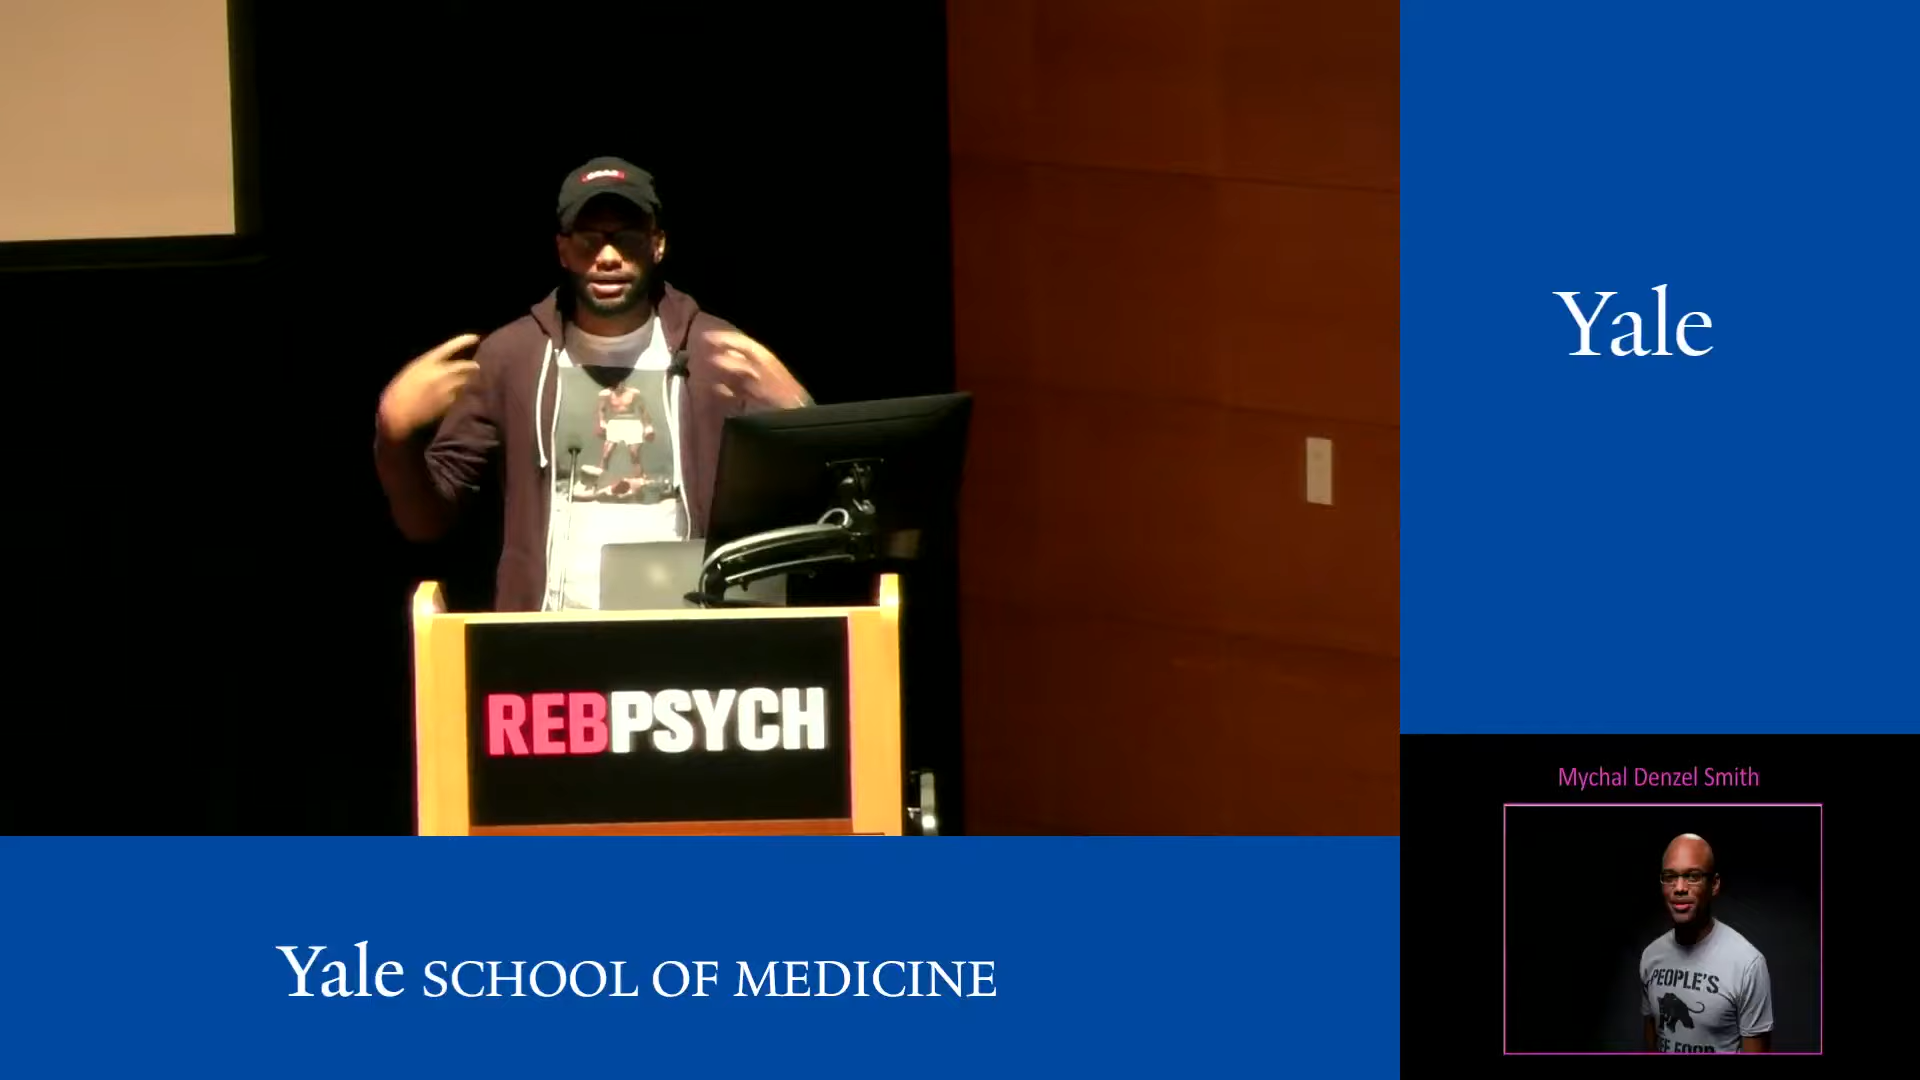 REBPSYCH
Yale
Yale SCHOOL OF MEDICINE
Mychal Denzel Smith
PEOPLE'S